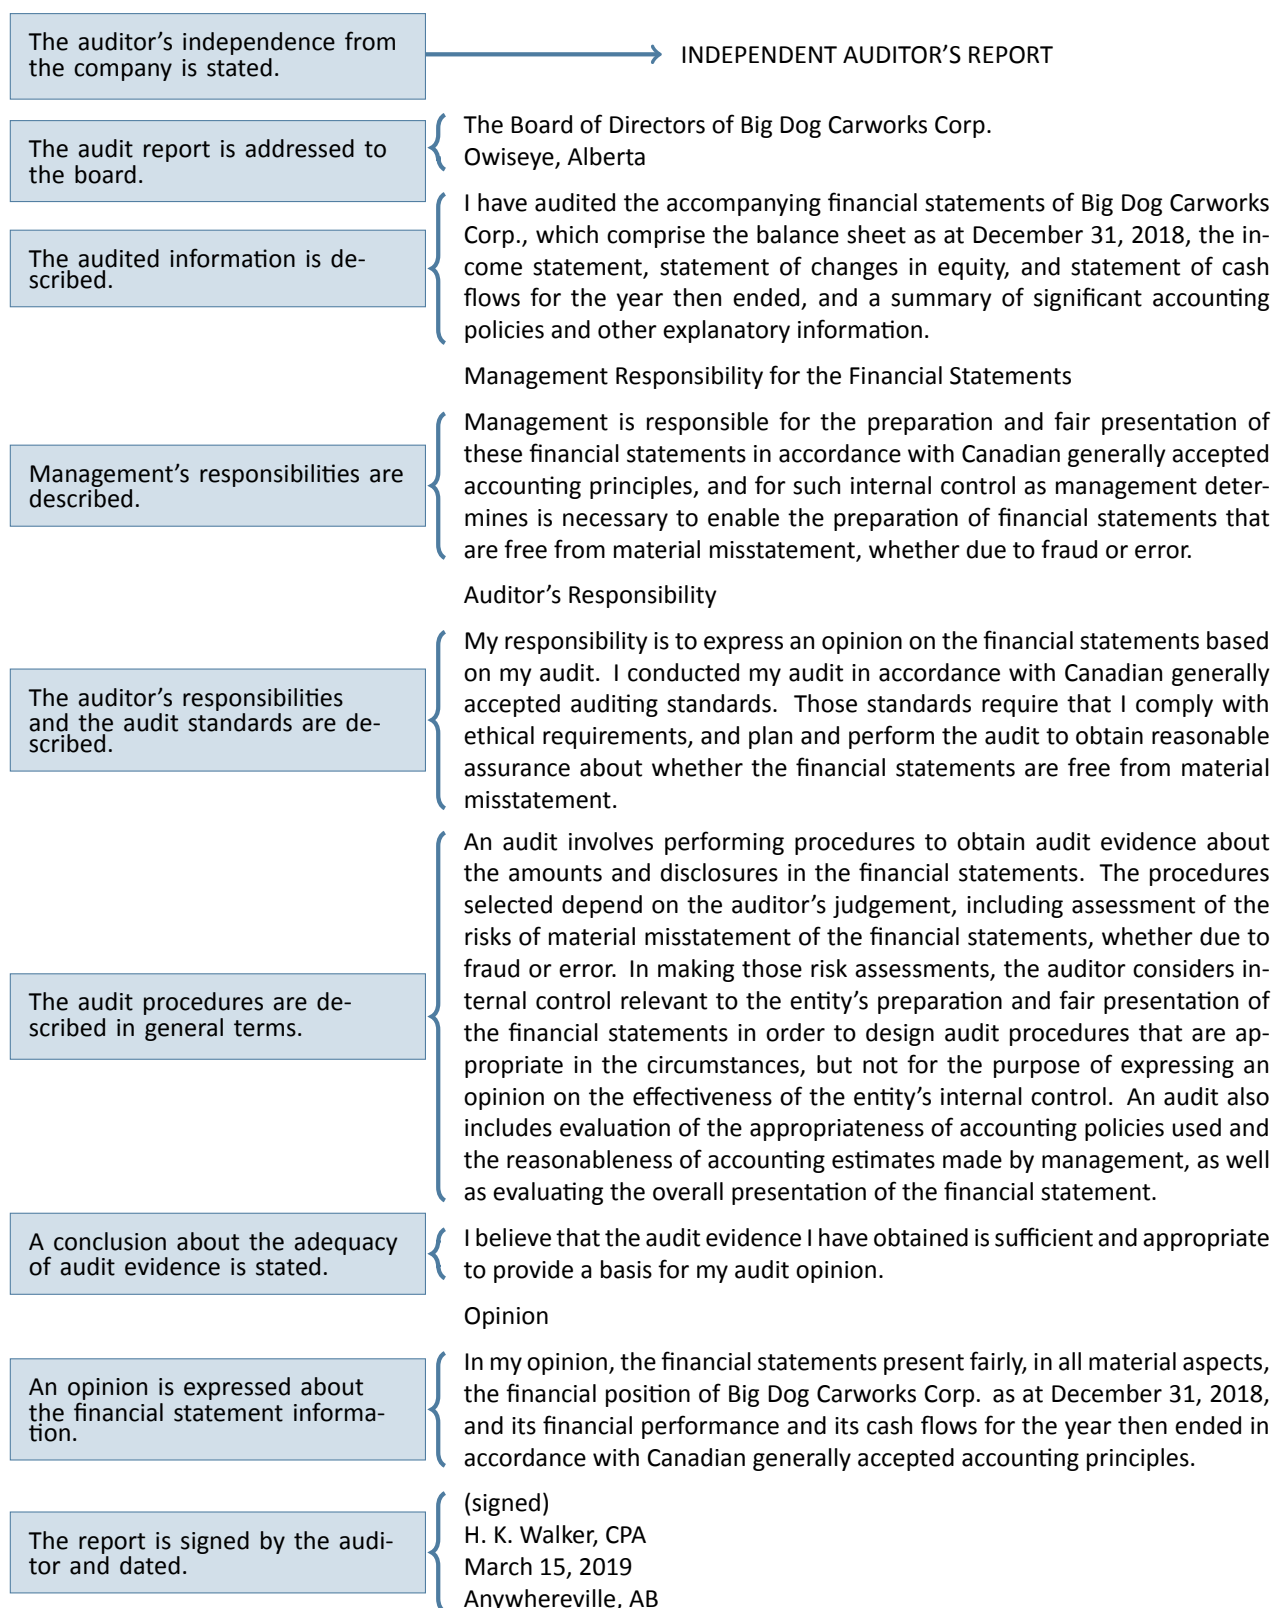 The auditor's independence from
the company is stated.
INDEPENDENT AUDITOR'S REPORT
The audit report is addressed to
the board.
The Board of Directors of Big Dog Carworks Corp.
Owiseye, Alberta
The audited information is de-
scribed.
I have audited the accompanying financial statements of Big Dog Carworks
Corp., which comprise the balance sheet as at December 31, 2018, the in-
come statement, statement of changes in equity, and statement of cash
flows for the year then ended, and a summary of significant accounting
policies and other explanatory information.
Management Responsibility for the Financial Statements
Management's responsibilities are
described.
Management is responsible for the preparation and fair presentation of
these financial statements in accordance with Canadian generally accepted
accounting principles, and for such internal control as management deter-
mines is necessary to enable the preparation of financial statements that
are free from material misstatement, whether due to fraud or error.
Auditor's Responsibility
The auditor's responsibilities
and the audit standards are de-
scribed.
My responsibility is to express an opinion on the financial statements based
on my audit. I conducted my audit in accordance with Canadian generally
accepted auditing standards. Those standards require that I comply with
ethical requirements, and plan and perform the audit to obtain reasonable
assurance about whether the financial statements are free from material
misstatement.
The audit procedures are de-
scribed in general terms.
An audit involves performing procedures to obtain audit evidence about
the amounts and disclosures in the financial statements. The procedures
selected depend on the auditor's judgement, including assessment of the
risks of material misstatement of the financial statements, whether due to
fraud or error. In making those risk assessments, the auditor considers in-
ternal control relevant to the entity's preparation and fair presentation of
the financial statements in order to design audit procedures that are ap-
propriate in the circumstances, but not for the purpose of expressing an
opinion on the effectiveness of the entity's internal control. An audit also
includes evaluation of the appropriateness of accounting policies used and
the reasonableness of accounting estimates made by management, as well
as evaluating the overall presentation of the financial statement.
A conclusion about the adequacy
of audit evidence is stated.
I believe that the audit evidence I have obtained is sufficient and appropriate
to provide a basis for my audit opinion.
Opinion
An opinion is expressed about
the financial statement informa-
tion.
In my opinion, the financial statements present fairly, in all material aspects,
the financial position of Big Dog Carworks Corp. as at December 31, 2018,
and its financial performance and its cash flows for the year then ended in
accordance with Canadian generally accepted accounting principles.
The report is signed by the audi-
tor and dated.
(signed)
H. K. Walker, CPA
March 15, 2019
Anywhereville, AB